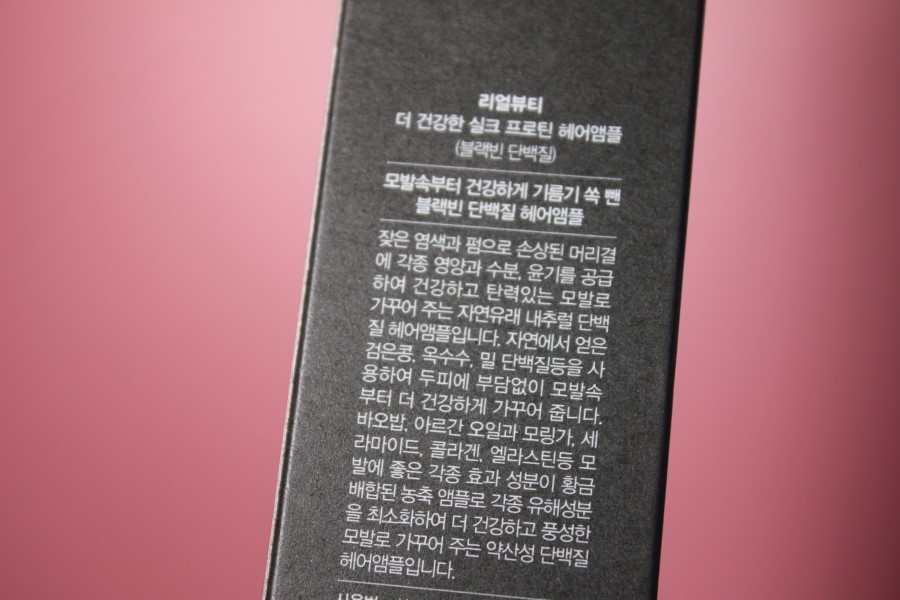 리얼뷰티
더 건강한 실크 프로틴 헤어앰플
(블랙빈 단백질)
모발속부터 건강하게 기름기 쏙 뺀
블랙빈 단백질 헤어앰플
잦은 염색과 펌으로 손상된 머리결
에 각종 영양과 수분, 윤기를 공급
하여 건강하고 탄력있는 모발로
가꾸어 주는 자연유래 내추럴 단백
질 헤어앰플입니다. 자연에서 얻은
검은콩, 옥수수, 밀 단백질등을 사
용하여 두피에 부담없이 모발속
부터 더 건강하게 가꾸어 줍니다.
바오밥, 아르간 오일과 모링가, 세
라마이드, 콜라겐, 엘라스틴등 모
발에 좋은 각종 효과 성분이 황금
배합된 농축 앰플로 각종 유해성분
을 최소화하여 더 건강하고 풍성한
모발로 가꾸어 주는 약산성 단백질
헤어앰플입니다.